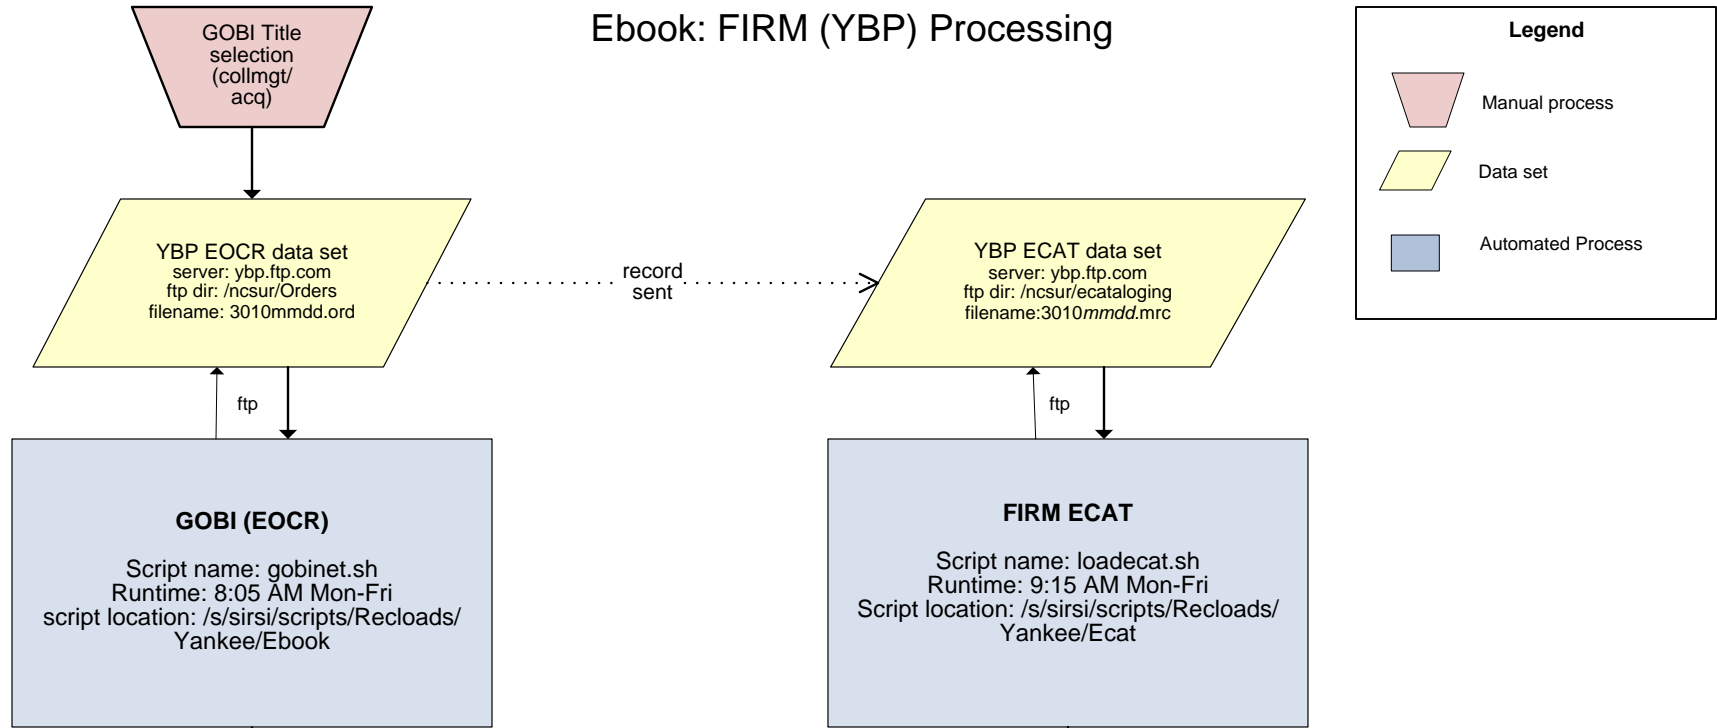 Ebook: FIRM (YBP) Processing
GOBI Title
selection
(collmgt/
acq)
Legend
Manual process
Data set
Automated Process
YBP EOCR data set
server: ybp.ftp.com
ftp dir: /ncsur/Orders
filename: 3010mmdd.ord
record
sent
YBP ECAT data set
server: ybp.ftp.com
ftp dir: /ncsur/ecataloging
filename:3010mmdd.mrc
ftp
ftp
GOBI (EOCR)
Script name: gobinet.sh
Runtime: 8:05 AM Mon-Fri
script location: /s/sirsi/scripts/Recloads/
Yankee/Ebook
FIRM ECAT
Script name: loadecat.sh
Runtime: 9:15 AM Mon-Fri
Script location: /s/sirsi/scripts/Recloads/
Yankee/Ecat